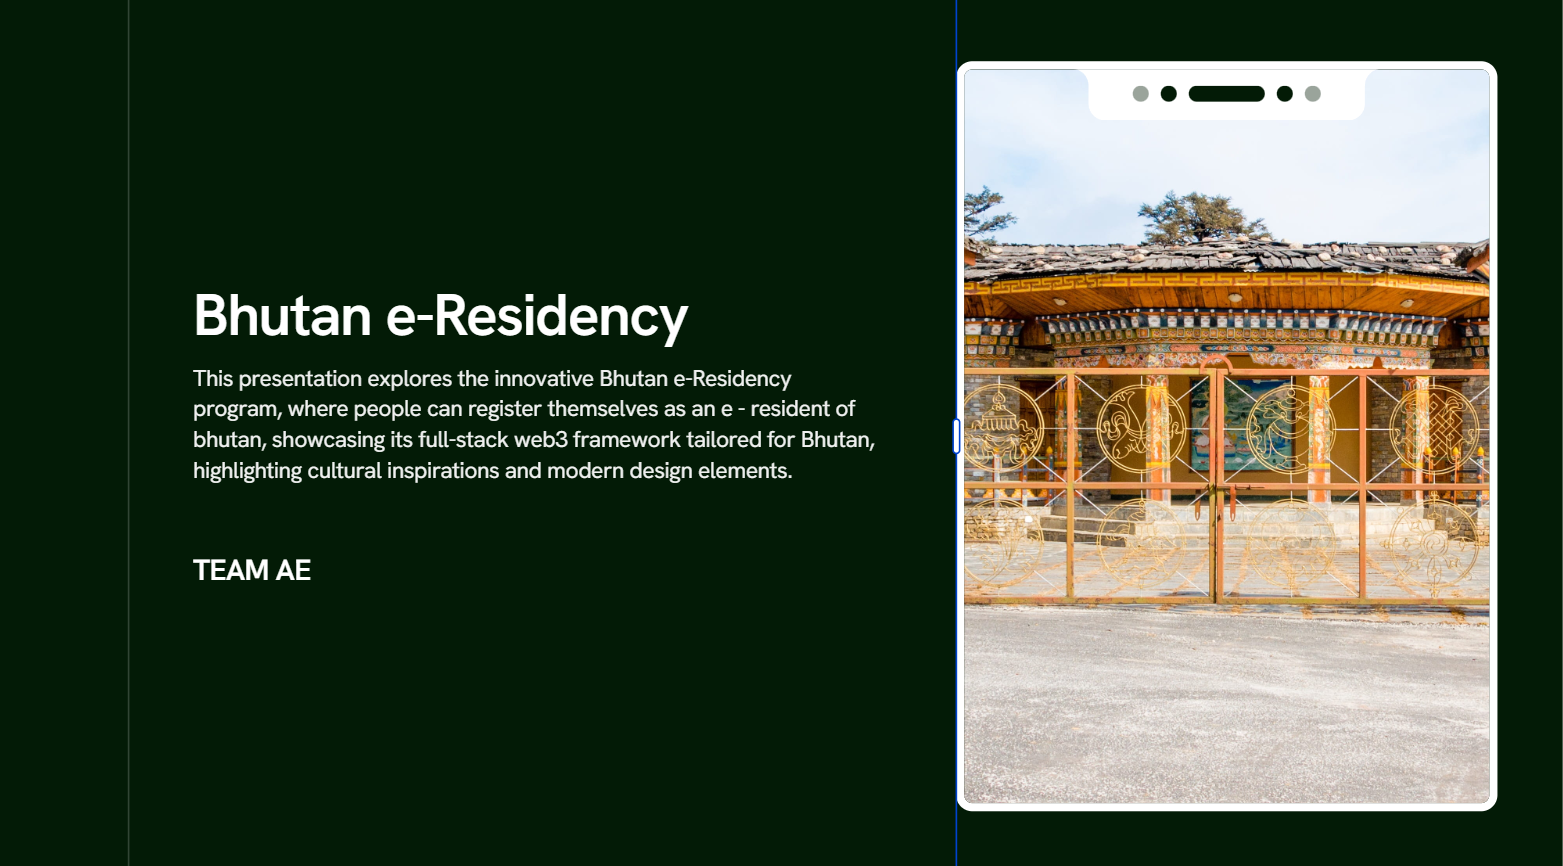 Bhutan e-Residency
This presentation explores the innovative Bhutan e-Residency
program, where people can register themselves as an e - resident of
bhutan, showcasing its full-stack web3 framework tailored for Bhutan,
highlighting cultural inspirations and modern design elements.
TEAM AE